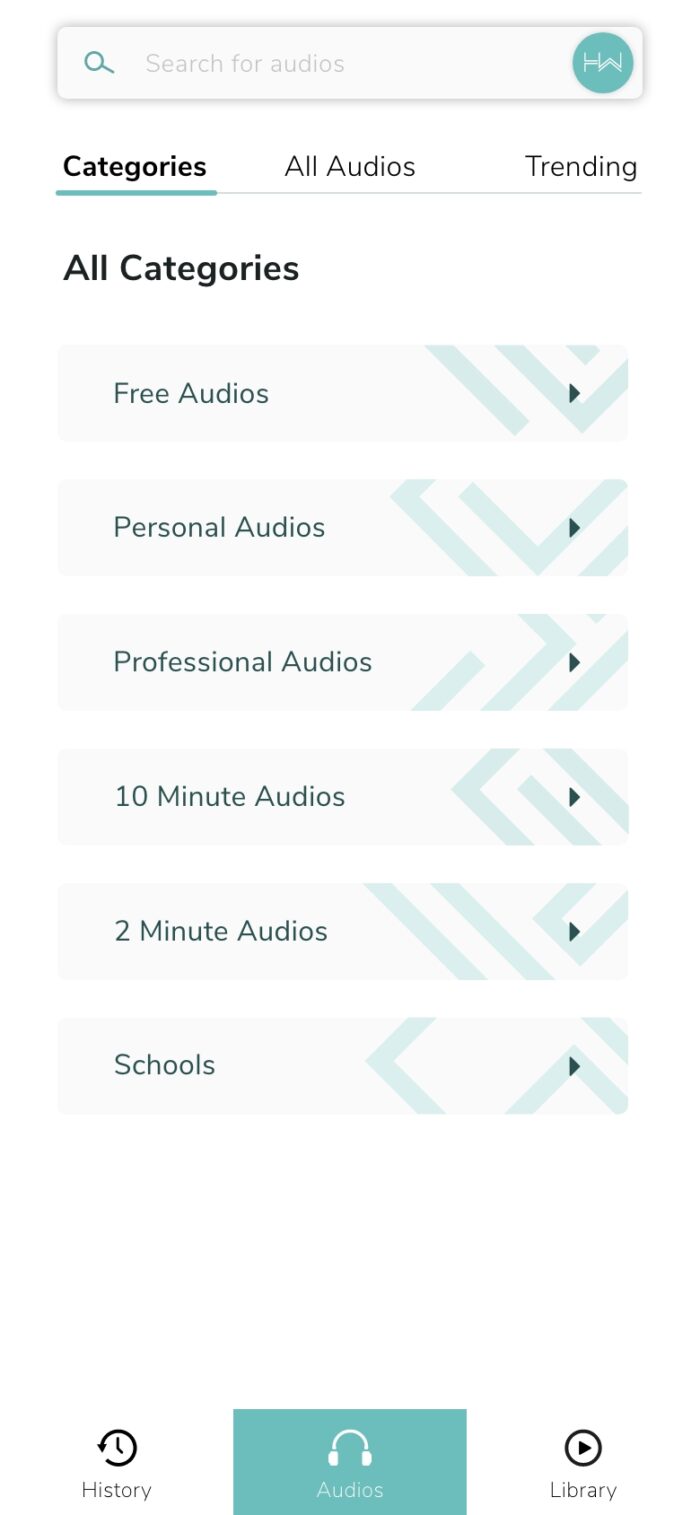 Search for audios
HW
Categories All Audios Trending
All Categories
Free Audios
Personal Audios
Professional Audios
10 Minute Audios
2 Minute Audios
Schools
History Audios Library